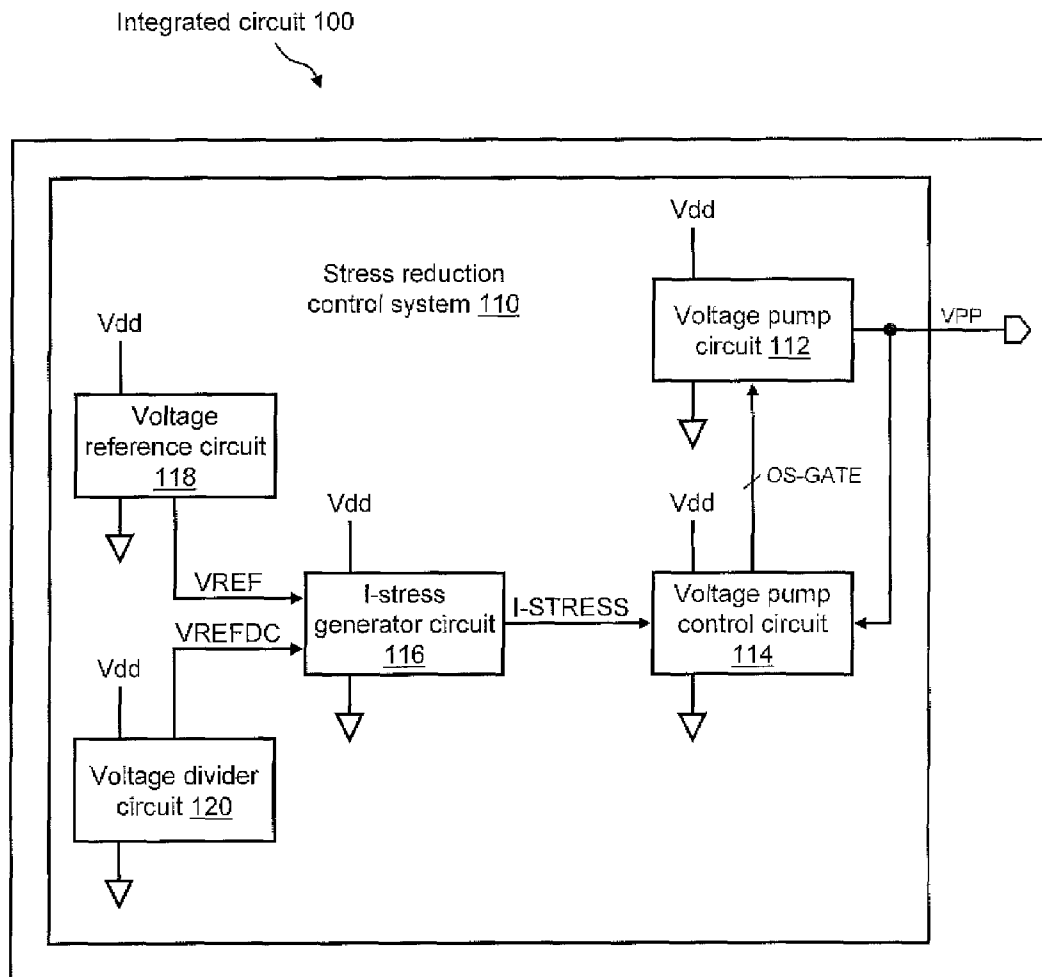 Integrated circuit 100
Vdd
Stress reduction
control system 110
Voltage pump
circuit 112
VPP
Vdd
Voltage
reference circuit
118
OS-GATE
Vdd
Vdd
VREF
I-stress
generator circuit
116
I-STRESS
Voltage pump
control circuit
114
VREFDC
Vdd
Voltage divider
circuit 120